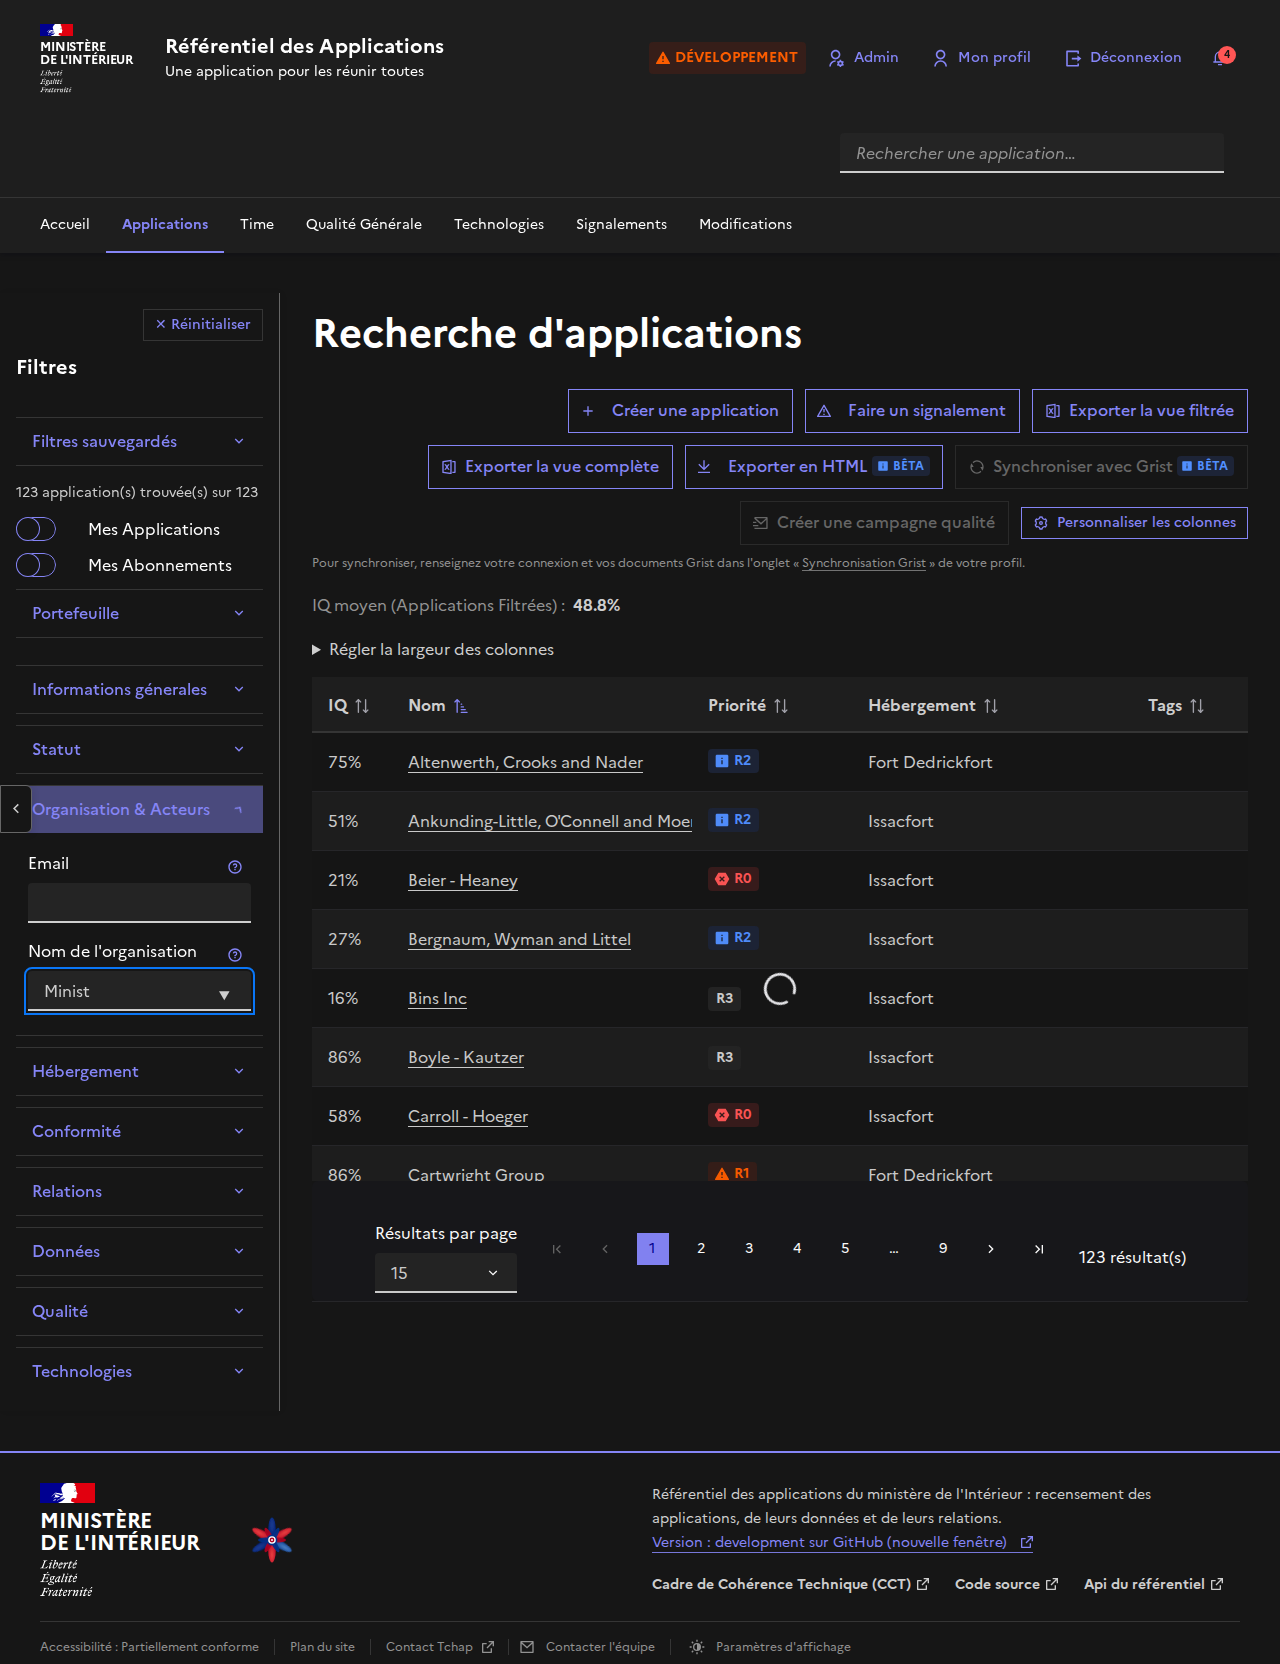 MINISTÈRE
DE L'INTÉRIEUR
Liberté
Égalité
Fraternité
Référentiel des Applications
Une application pour les réunir toutes
DÉVELOPPEMENT
Admin
Mon profil
Déconnexion
4
Rechercher une application...
Accueil
Applications
Time
Qualité Générale
Technologies
Signalements
Modifications
Réinitialiser
Filtres
Filtres sauvegardés
123 application(s) trouvée(s) sur 123
Mes Applications
Mes Abonnements
Portefeuille
Informations génerales
Statut
Organisation & Acteurs
Email
Nom de l'organisation
Minist
Hébergement
Conformité
Relations
Données
Qualité
Technologies
Recherche d'applications
Créer une application
Faire un signalement
Exporter la vue filtrée
Exporter la vue complète
Exporter en HTML BÊTA
Synchroniser avec Grist BÊTA
Créer une campagne qualité
Personnaliser les colonnes
Pour synchroniser, renseignez votre connexion et vos documents Grist dans l'onglet « Synchronisation Grist » de votre profil.
IQ moyen (Applications Filtrées) : 48.8%
Régler la largeur des colonnes
IQ Nom Priorité Hébergement Tags
75% Altenwerth, Crooks and Nader R2 Fort Dedrickfort
51% Ankunding-Little, O'Connell and Moen R2 Issacfort
21% Beier - Heaney R0 Issacfort
27% Bergnaum, Wyman and Littel R2 Issacfort
16% Bins Inc R3 Issacfort
86% Boyle - Kautzer R3 Issacfort
58% Carroll - Hoeger R0 Issacfort
86% Cartwright Group R1 Fort Dedrickfort
Résultats par page
15
1 2 3 4 5 ... 9
123 résultat(s)
MINISTÈRE
DE L'INTÉRIEUR
Liberté
Égalité
Fraternité
Référentiel des applications du ministère de l'Intérieur : recensement des
applications, de leurs données et de leurs relations.
Version : development sur GitHub (nouvelle fenêtre)
Cadre de Cohérence Technique (CCT)
Code source
Api du référentiel
Accessibilité : Partiellement conforme
Plan du site
Contact Tchap
Contacter l'équipe
Paramètres d'affichage